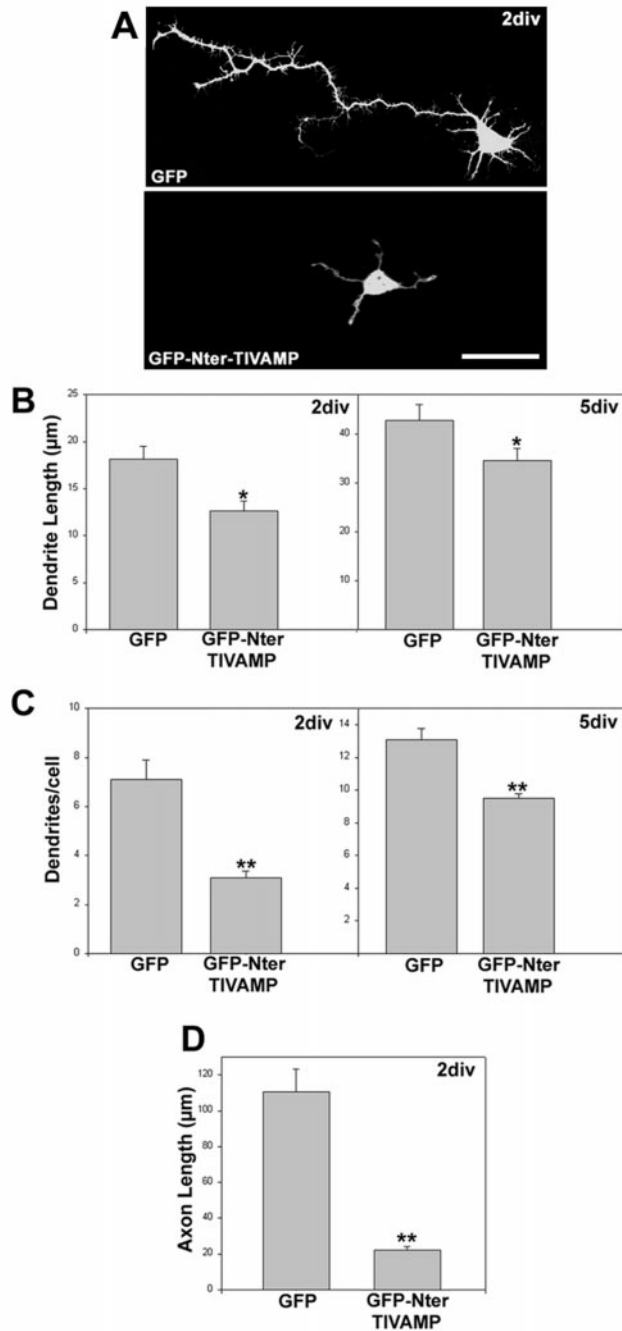 A
2div
GFP
GFP-Nter-TIVAMP
B
Dendrite Length (µm)
25
20
15
10
5
0
2div
GFP
GFP-Nter
TIVAMP
40
30
20
10
5div
GFP
GFP-Nter
TIVAMP
*
*
C
Dendrites/cell
10
8
6
4
2
0
2div
GFP
GFP-Nter
TIVAMP
14
12
10
8
6
4
2
5div
GFP
GFP-Nter
TIVAMP
**
**
D
Axon Length (µm)
120
100
80
60
40
20
0
2div
**
GFP
GFP-Nter
TIVAMP